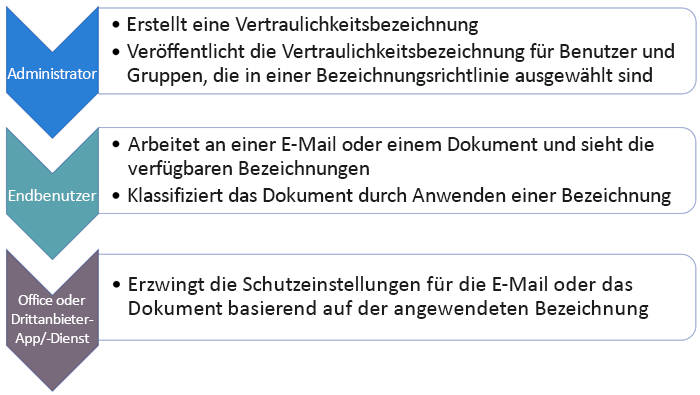 Administrator
• Erstellt eine Vertraulichkeitsbezeichnung
• Veröffentlicht die Vertraulichkeitsbezeichnung für Benutzer und
Gruppen, die in einer Bezeichnungsrichtlinie ausgewählt sind
Endbenutzer
• Arbeitet an einer E-Mail oder einem Dokument und sieht die
verfügbaren Bezeichnungen
• Klassifiziert das Dokument durch Anwenden einer Bezeichnung
Office oder
Drittanbieter-
App/-Dienst
• Erzwingt die Schutzeinstellungen für die E-Mail oder das
Dokument basierend auf der angewendeten Bezeichnung